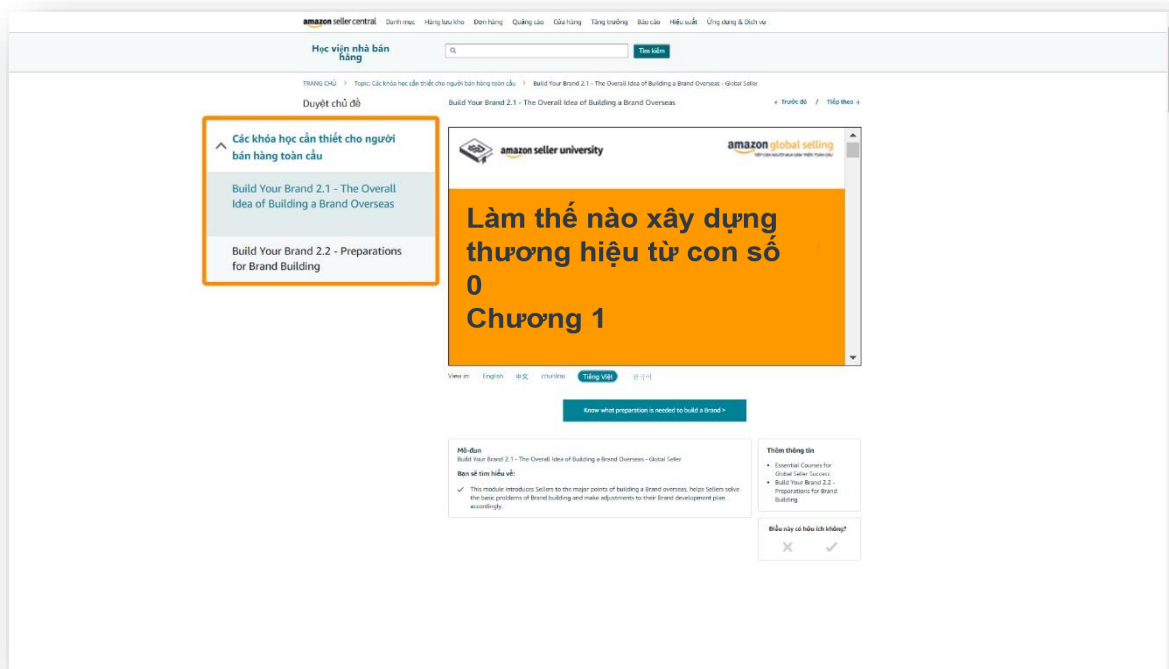 amazon seller central Danh mục Hàng lưu kho Đơn hàng Quảng cáo Cửa hàng Tăng trưởng Báo cáo Hiệu suất Ứng dụng & Dịch vụ
Học viện nhà bán
hàng
Tìm kiếm
TRANG CHỦ > Topic: Các khóa học cần thiết cho người bán hàng toàn cầu > Build Your Brand 2.1 - The Overall Idea of Building a Brand Overseas - Global Seller
Duyệt chủ đề
Build Your Brand 2.1 - The Overall Idea of Building a Brand Overseas
Trước đó / Tiếp theo
Các khóa học cần thiết cho người
bán hàng toàn cầu
Build Your Brand 2.1 - The Overall
Idea of Building a Brand Overseas
Build Your Brand 2.2 - Preparations
for Brand Building
amazon seller university
amazon global selling
Làm thế nào xây dựng
thương hiệu từ con số
0
Chương 1
View in: English 中文 Tiếng Việt 한국어
Know what preparation is needed to build a Brand >
Mô-đun
Build Your Brand 2.1 - The Overall Idea of Building a Brand Overseas - Global Seller
Bạn sẽ tìm hiểu về:
This module introduces Sellers to the major points of building a Brand overseas, helps Sellers solve
the basic problems of Brand building and make adjustments to their Brand development plan
accordingly.
Thêm thông tin
• Essential Courses for
Global Seller Success
• Build Your Brand 2.2 -
Preparations for Brand
Building
Điều này có hữu ích không?